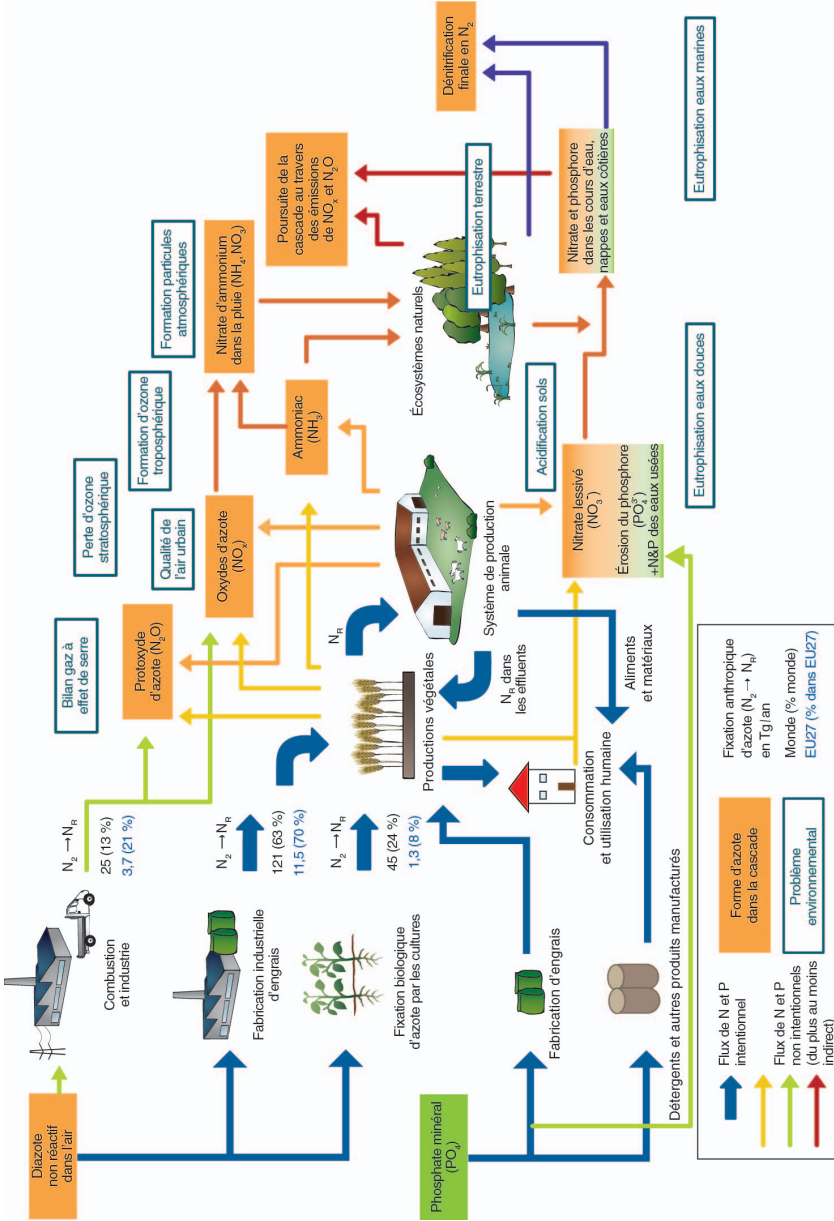 Diazote
non réactif
dans l'air
Combustion
et industrie
N2 → NR
25 (13 %)
3,7 (21 %)
Fabrication industrielle
d'engrais
N2 → NR
121 (63 %)
11,5 (70 %)
Fixation biologique
d'azote par les cultures
N2 → NR
45 (24 %)
1,3 (8 %)
Phosphate minéral
(PO4)
Fabrication d'engrais
Détergents et autres produits manufacturés
Bilan gaz à
effet de serre
Perte d'ozone
stratosphérique
Formation d'ozone
troposphérique
Formation particules
atmosphériques
Qualité de
l'air urbain
Protoxyde
d'azote (N2O)
Oxydes d'azote
(NOx)
Ammoniac
(NH3)
Nitrate d'ammonium
dans la pluie (NH4, NO3)
Poursuite de la
cascade au travers
des émissions
de NOx et N2O
Dénitrification
finale en N2
NR
Productions végétales
NR dans
les effluents
Système de production
animale
Écosystèmes naturels
Eutrophisation terrestre
Consommation
et utilisation humaine
Aliments
et matériaux
Acidification sols
Nitrate lessivé
(NO3-)
Érosion du phosphore
(PO4 3-)
+N&P des eaux usées
Nitrate et phosphore
dans les cours d'eau,
nappes et eaux côtières
Eutrophisation eaux douces
Eutrophisation eaux marines
Flux de N et P
intentionnel
Flux de N et P
non intentionnels
(du plus au moins
indirect)
Forme d'azote
dans la cascade
Problème
environnemental
Fixation anthropique
d'azote (N2 → NR)
en Tg/an
Monde (% monde)
EU27 (% dans EU27)